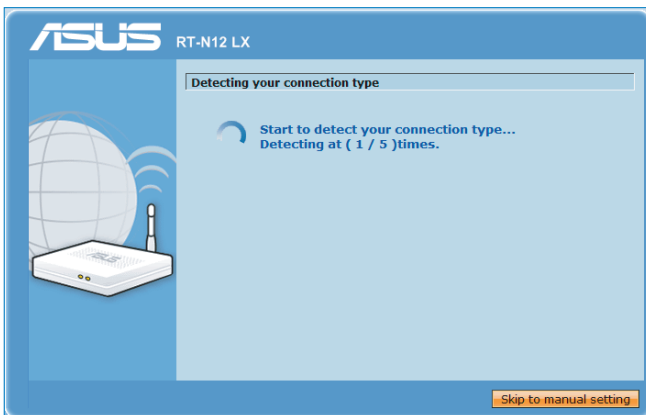 ASUS RT-N12 LX
Detecting your connection type
Start to detect your connection type...
Detecting at ( 1 / 5 )times.
ASUS
Skip to manual setting